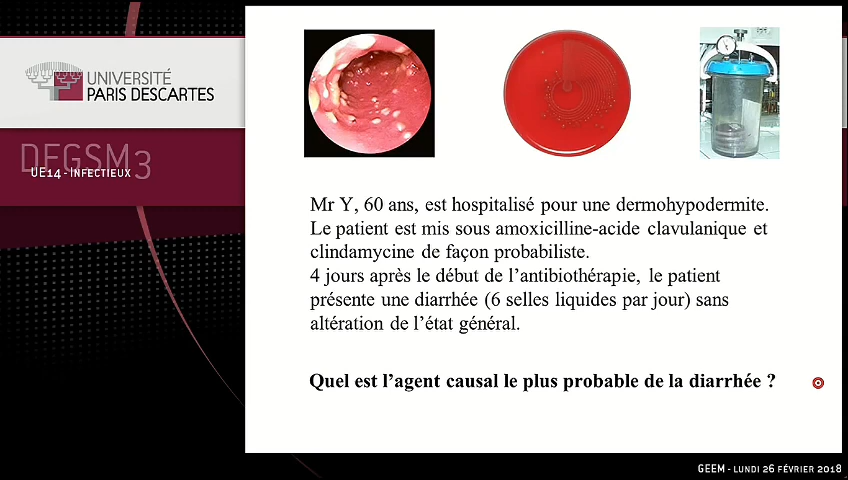 UNIVERSITÉ
PARIS DESCARTES
DFGSM3
UE14 - Infectieux
Mr Y, 60 ans, est hospitalisé pour une dermohypodermite.
Le patient est mis sous amoxicilline-acide clavulanique et
clindamycine de façon probabiliste.
4 jours après le début de l'antibiothérapie, le patient
présente une diarrhée (6 selles liquides par jour) sans
altération de l'état général.
Quel est l'agent causal le plus probable de la diarrhée ?
GEEM - LUNDI 26 FÉVRIER 2018